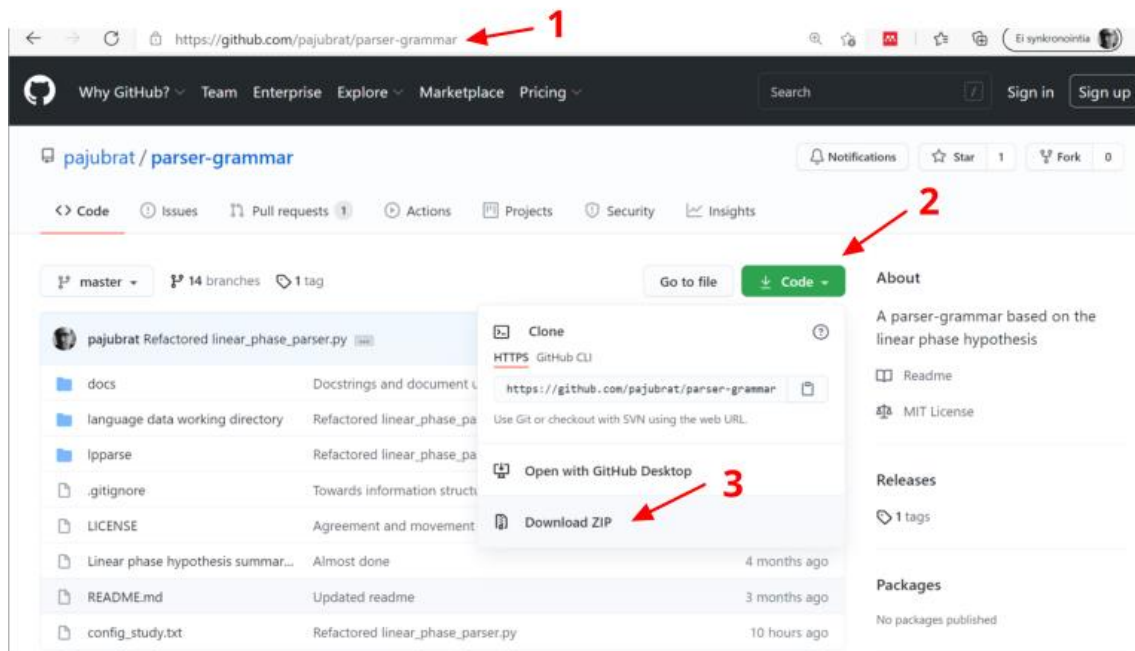 1
https://github.com/pajubrat/parser-grammar
Ei synkronointia
Why GitHub? Team Enterprise Explore Marketplace Pricing Search / Sign in Sign up
pajubrat / parser-grammar
Notifications Star 1 Fork 0
Code Issues Pull requests 1 Actions Projects Security Insights
2
master 14 branches 1 tag Go to file Code
About
A parser-grammar based on the
linear phase hypothesis
Readme
MIT License
Releases
1 tags
Packages
No packages published
pajubrat Refactored linear_phase_parser.py ...
docs Docstrings and document u
language data working directory Refactored linear_phase_pa
lpparse Refactored linear_phase_pa
.gitignore Towards information structu
LICENSE Agreement and movement
Linear phase hypothesis summar... Almost done 4 months ago
README.md Updated readme 3 months ago
config_study.txt Refactored linear_phase_parser.py 10 hours ago
Clone
HTTPS GitHub CLI
https://github.com/pajubrat/parser-grammar
Use Git or checkout with SVN using the web URL.
Open with GitHub Desktop
3
Download ZIP